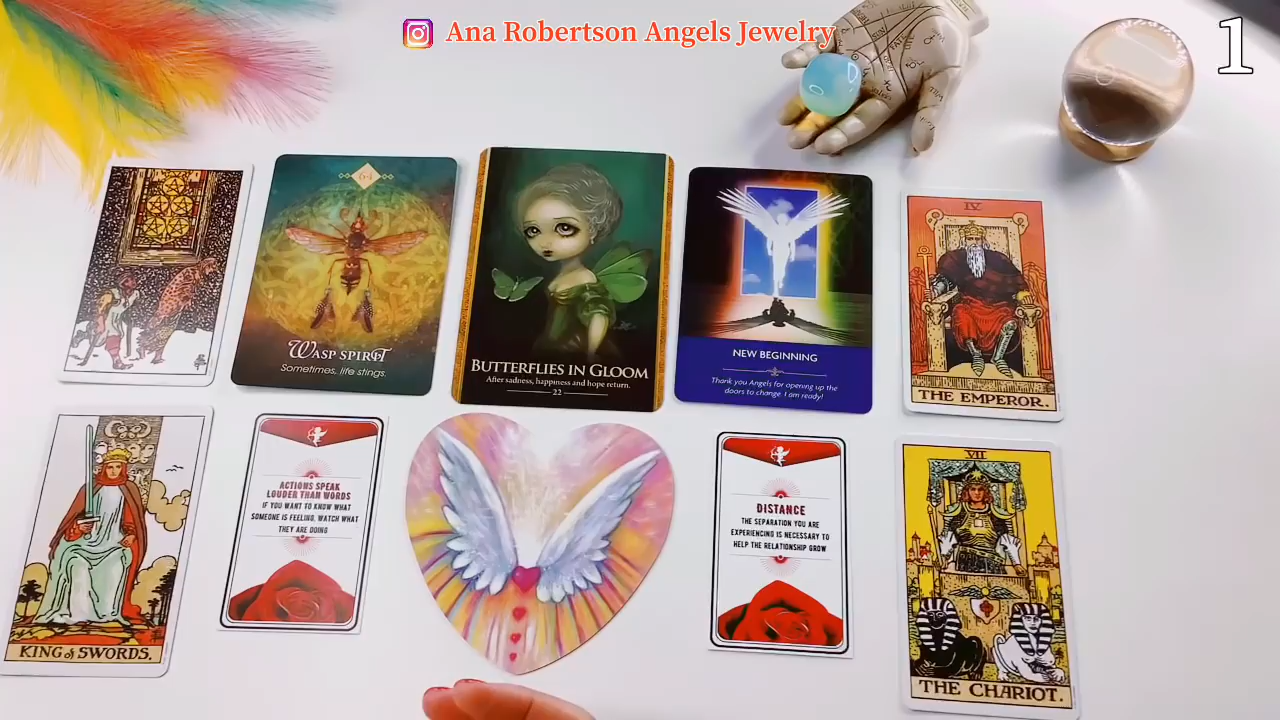 Ana Robertson Angels Jewelry
1
64
WASP SPIRIT
Sometimes, life stings.
BUTTERFLIES IN GLOOM
After sadness, happiness and hope return.
22
NEW BEGINNING
Thank you Angels for opening up the
doors to change. I am ready!
IV
THE EMPEROR.
KING of SWORDS.
ACTIONS SPEAK
LOUDER THAN WORDS
IF YOU WANT TO KNOW WHAT
SOMEONE IS FEELING, WATCH WHAT
THEY ARE DOING
DISTANCE
THE SEPARATION YOU ARE
EXPERIENCING IS NECESSARY TO
HELP THE RELATIONSHIP GROW
VII
THE CHARIOT.